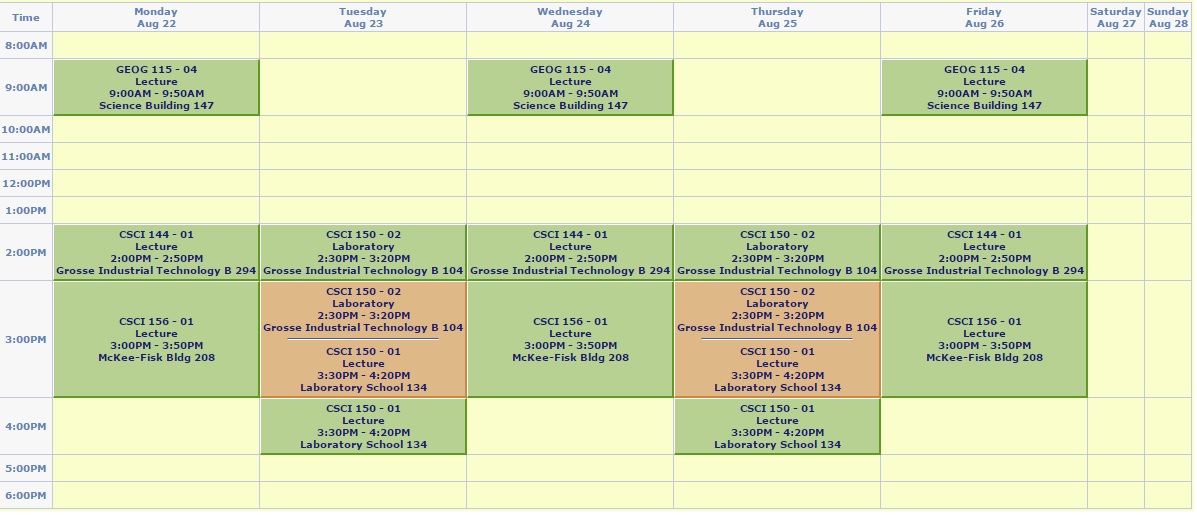 Time
Monday
Aug 22
Tuesday
Aug 23
Wednesday
Aug 24
Thursday
Aug 25
Friday
Aug 26
Saturday
Aug 27
Sunday
Aug 28
8:00AM
9:00AM
GEOG 115 - 04
Lecture
9:00AM - 9:50AM
Science Building 147
GEOG 115 - 04
Lecture
9:00AM - 9:50AM
Science Building 147
GEOG 115 - 04
Lecture
9:00AM - 9:50AM
Science Building 147
10:00AM
11:00AM
12:00PM
1:00PM
2:00PM
CSCI 144 - 01
Lecture
2:00PM - 2:50PM
Grosse Industrial Technology B 294
CSCI 150 - 02
Laboratory
2:30PM - 3:20PM
Grosse Industrial Technology B 104
CSCI 144 - 01
Lecture
2:00PM - 2:50PM
Grosse Industrial Technology B 294
CSCI 150 - 02
Laboratory
2:30PM - 3:20PM
Grosse Industrial Technology B 104
CSCI 144 - 01
Lecture
2:00PM - 2:50PM
Grosse Industrial Technology B 294
3:00PM
CSCI 156 - 01
Lecture
3:00PM - 3:50PM
McKee-Fisk Bldg 208
CSCI 150 - 02
Laboratory
2:30PM - 3:20PM
Grosse Industrial Technology B 104
CSCI 150 - 01
Lecture
3:30PM - 4:20PM
Laboratory School 134
CSCI 156 - 01
Lecture
3:00PM - 3:50PM
McKee-Fisk Bldg 208
CSCI 150 - 02
Laboratory
2:30PM - 3:20PM
Grosse Industrial Technology B 104
CSCI 150 - 01
Lecture
3:30PM - 4:20PM
Laboratory School 134
CSCI 156 - 01
Lecture
3:00PM - 3:50PM
McKee-Fisk Bldg 208
4:00PM
CSCI 150 - 01
Lecture
3:30PM - 4:20PM
Laboratory School 134
CSCI 150 - 01
Lecture
3:30PM - 4:20PM
Laboratory School 134
5:00PM
6:00PM